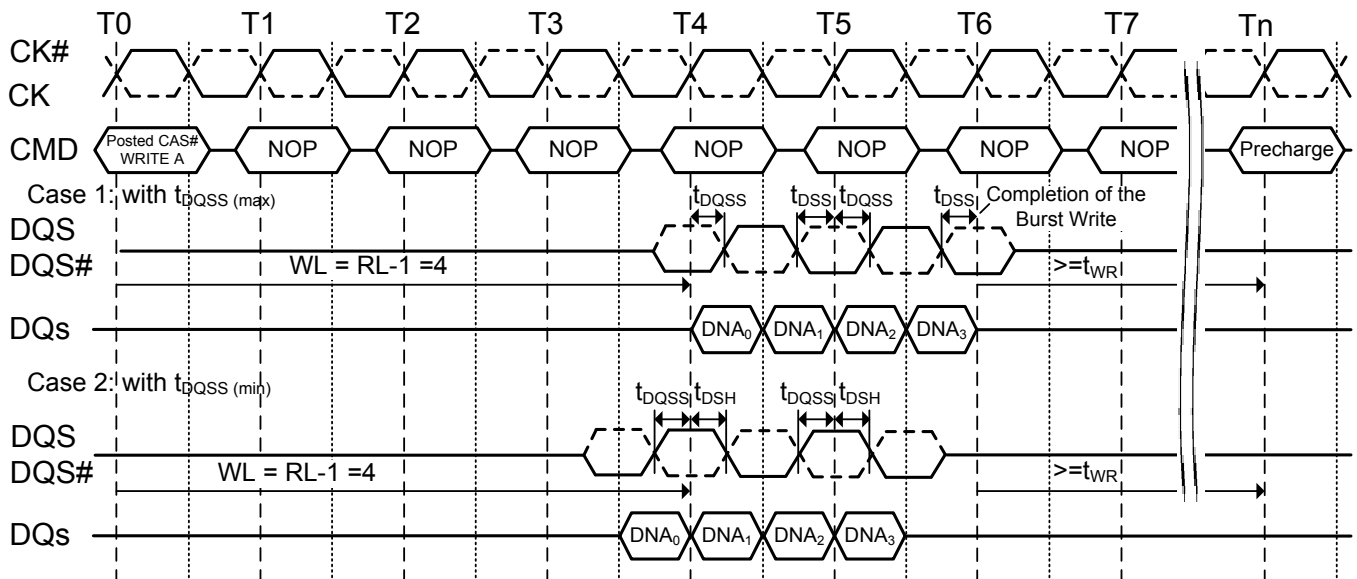 T0 T1 T2 T3 T4 T5 T6 T7 Tn
CK#
CK
CMD
Posted CAS#
WRITE A
NOP NOP NOP NOP NOP NOP NOP Precharge
Case 1: with tDQSS (max)
tDQSS tDSS tDQSS tDSS
Completion of the
Burst Write
DQS
DQS#
WL = RL-1 =4
>=tWR
DQs
DNA0 DNA1 DNA2 DNA3
Case 2: with tDQSS (min)
tDQSS tDSH tDQSS tDSH
DQS
DQS#
WL = RL-1 =4
>=tWR
DQs
DNA0 DNA1 DNA2 DNA3